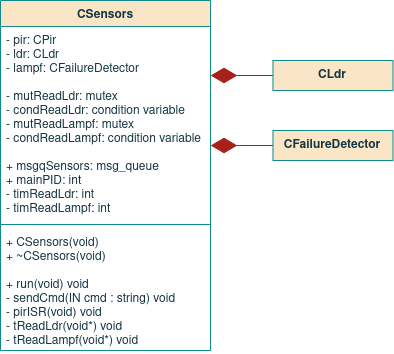 CSensors
- pir: CPir
- ldr: CLdr
- lampf: CFailureDetector
- mutReadLdr: mutex
- condReadLdr: condition variable
- mutReadLampf: mutex
- condReadLampf: condition variable
+ msgqSensors: msg_queue
+ mainPID: int
- timReadLdr: int
- timReadLampf: int
+ CSensors(void)
+ ~CSensors(void)
+ run(void) void
- sendCmd(IN cmd : string) void
- pirISR(void) void
- tReadLdr(void*) void
- tReadLampf(void*) void
CLdr
CFailureDetector